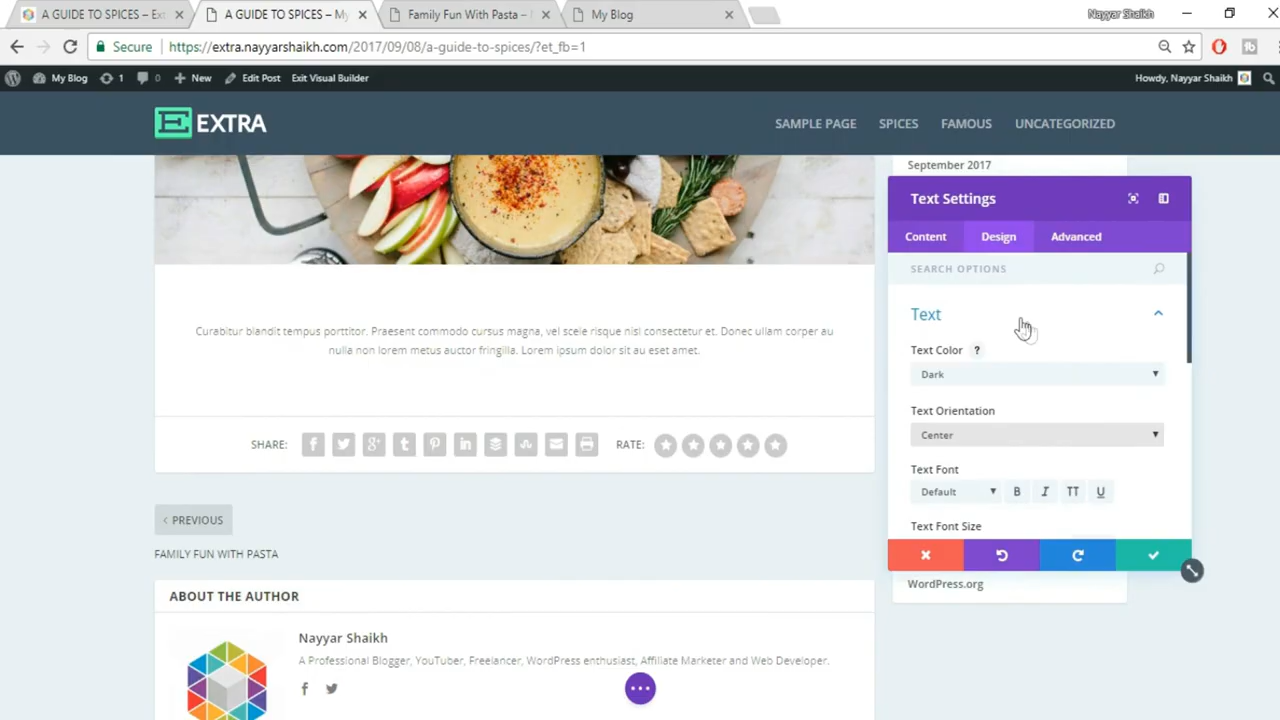 A GUIDE TO SPICES – Ext
A GUIDE TO SPICES – My
Family Fun With Pasta –
My Blog
Nayyar Shaikh
Secure
https://extra.nayyarshaikh.com/2017/09/08/a-guide-to-spices/?et_fb=1
My Blog
1
0
New
Edit Post
Exit Visual Builder
Howdy, Nayyar Shaikh
EXTRA
SAMPLE PAGE
SPICES
FAMOUS
UNCATEGORIZED
September 2017
Text Settings
Content
Design
Advanced
SEARCH OPTIONS
Text
Text Color ?
Dark
Text Orientation
Center
Text Font
Default
B
I
TT
U
Text Font Size
WordPress.org
Curabitur blandit tempus porttitor. Praesent commodo cursus magna, vel scele risque nisl consectetur et. Donec ullam corper au
nulla non lorem metus auctor fringilla. Lorem ipsum dolor su eset amet.
SHARE:
RATE:
PREVIOUS
FAMILY FUN WITH PASTA
ABOUT THE AUTHOR
Nayyar Shaikh
A Professional Blogger, YouTuber, Freelancer, WordPress enthusiast, Affiliate Marketer and Web Developer.